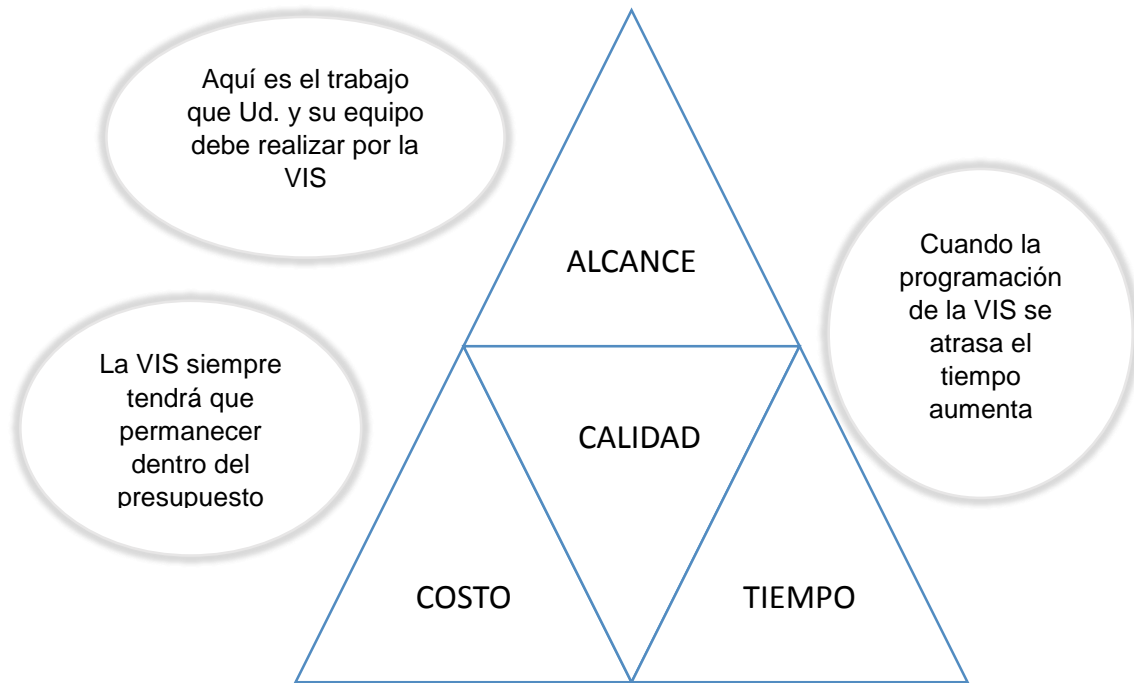 Aquí es el trabajo
que Ud. y su equipo
debe realizar por la
VIS
ALCANCE
Cuando la
programación
de la VIS se
atrasa el
tiempo
aumenta
La VIS siempre
tendrá que
permanecer
dentro del
presupuesto
CALIDAD
COSTO
TIEMPO